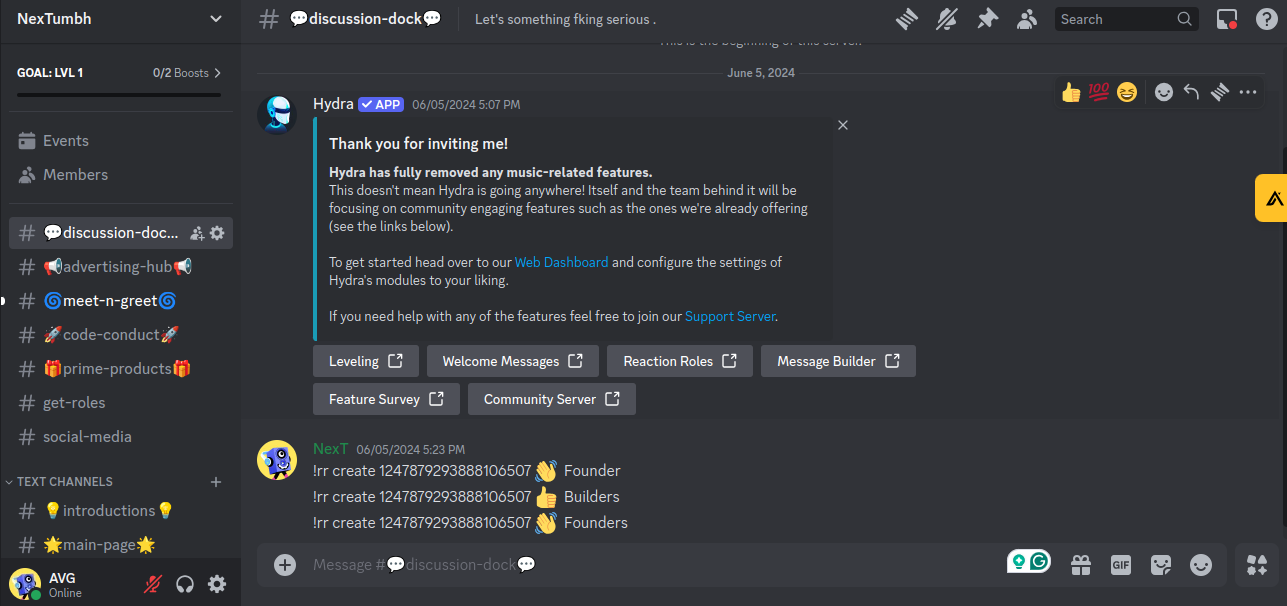 NexTumbh
# 💬discussion-dock💬
Let's something fking serious .
Search
GOAL: LVL 1
0/2 Boosts
Events
Members
# 💬discussion-doc...
# 📢advertising-hub📢
# 🌀meet-n-greet🌀
# 🚀code-conduct🚀
# 🎁prime-products🎁
# get-roles
# social-media
TEXT CHANNELS
# 💡introductions💡
# 🌟main-page🌟
AVG
Online
This is the beginning of this server.
June 5, 2024
Hydra APP 06/05/2024 5:07 PM
Thank you for inviting me!
Hydra has fully removed any music-related features.
This doesn't mean Hydra is going anywhere! Itself and the team behind it will be
focusing on community engaging features such as the ones we're already offering
(see the links below).
To get started head over to our Web Dashboard and configure the settings of
Hydra's modules to your liking.
If you need help with any of the features feel free to join our Support Server.
Leveling
Welcome Messages
Reaction Roles
Message Builder
Feature Survey
Community Server
NexT 06/05/2024 5:23 PM
!rr create 1247879293888106507 👋 Founder
!rr create 1247879293888106507 👍 Builders
!rr create 1247879293888106507 👋 Founders
Message #💬discussion-dock💬
GIF